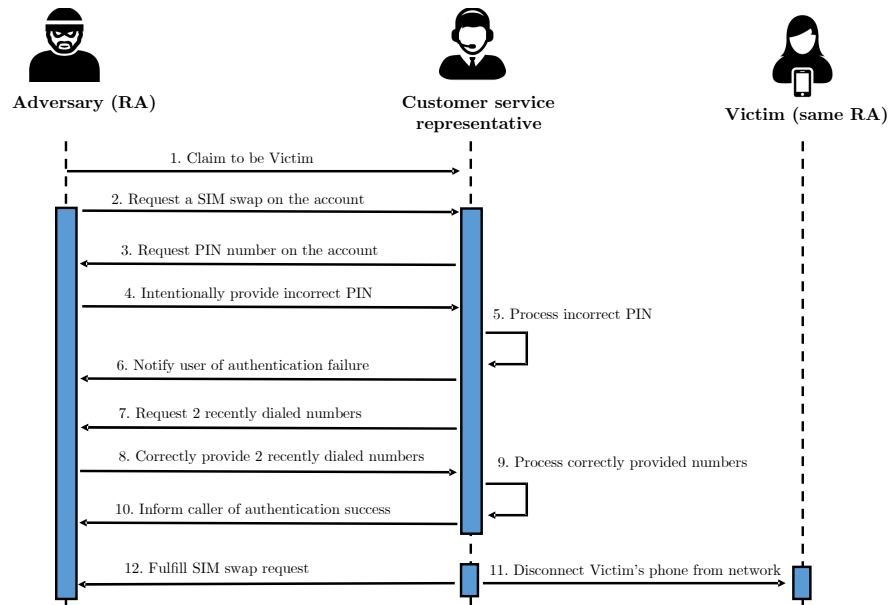 Adversary (RA)
Customer service
representative
Victim (same RA)
1. Claim to be Victim
2. Request a SIM swap on the account
3. Request PIN number on the account
4. Intentionally provide incorrect PIN
5. Process incorrect PIN
6. Notify user of authentication failure
7. Request 2 recently dialed numbers
8. Correctly provide 2 recently dialed numbers
9. Process correctly provided numbers
10. Inform caller of authentication success
12. Fulfill SIM swap request
11. Disconnect Victim's phone from network